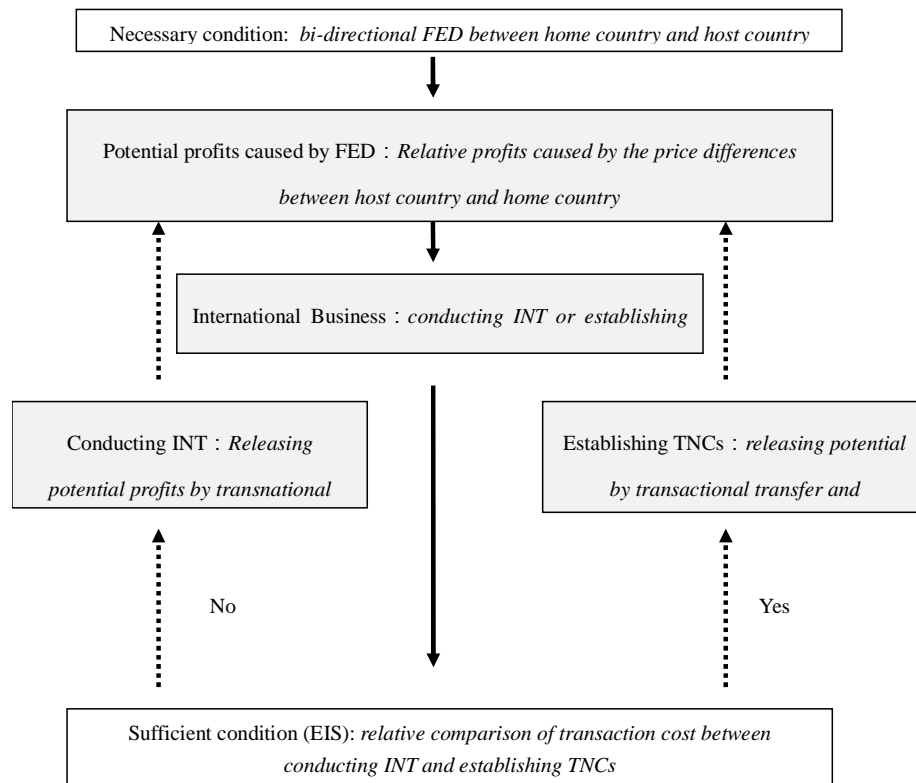 Necessary condition: bi-directional FED between home country and host country
Potential profits caused by FED：Relative profits caused by the price differences
between host country and home country
International Business：conducting INT or establishing
Conducting INT：Releasing
potential profits by transnational
Establishing TNCs：releasing potential
by transactional transfer and
No
Yes
Sufficient condition (EIS): relative comparison of transaction cost between
conducting INT and establishing TNCs